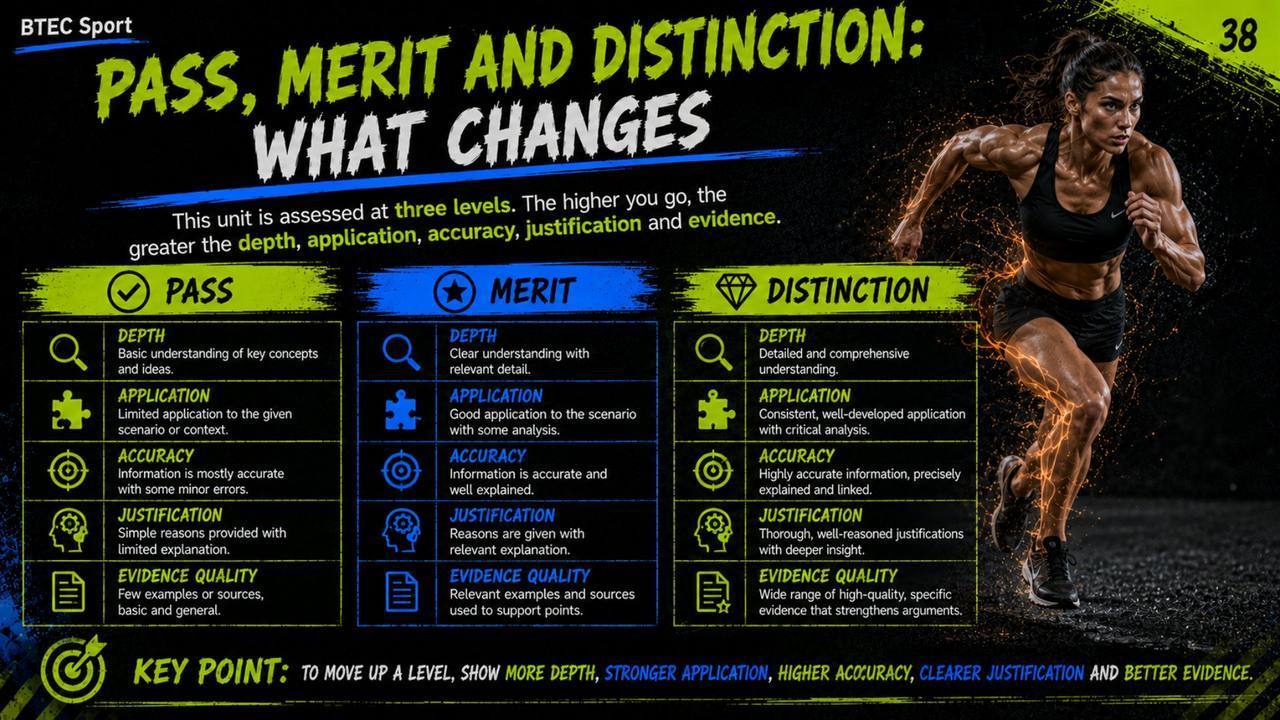 BTEC Sport
38
PASS, MERIT AND DISTINCTION:
WHAT CHANGES
This unit is assessed at three levels. The higher you go, the
greater the depth, application, accuracy, justification and evidence.
PASS
DEPTH
Basic understanding of key concepts
and ideas.
APPLICATION
Limited application to the given
scenario or context.
ACCURACY
Information is mostly accurate
with some minor errors.
JUSTIFICATION
Simple reasons provided with
limited explanation.
EVIDENCE QUALITY
Few examples or sources,
basic and general.
MERIT
DEPTH
Clear understanding with
relevant detail.
APPLICATION
Good application to the scenario
with some analysis.
ACCURACY
Information is accurate and
well explained.
JUSTIFICATION
Reasons are given with
relevant explanation.
EVIDENCE QUALITY
Relevant examples and sources
used to support points.
DISTINCTION
DEPTH
Detailed and comprehensive
understanding.
APPLICATION
Consistent, well-developed application
with critical analysis.
ACCURACY
Highly accurate information, precisely
explained and linked.
JUSTIFICATION
Thorough, well-reasoned justifications
with deeper insight.
EVIDENCE QUALITY
Wide range of high-quality, specific
evidence that strengthens arguments.
KEY POINT: TO MOVE UP A LEVEL, SHOW MORE DEPTH, STRONGER APPLICATION, HIGHER ACCURACY, CLEARER JUSTIFICATION AND BETTER EVIDENCE.